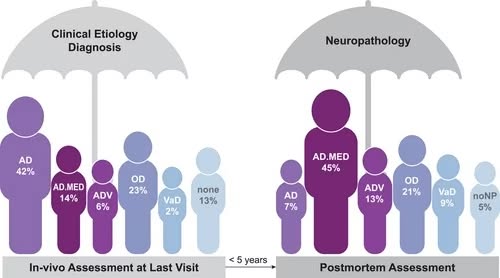 Clinical Etiology
Diagnosis
Neuropathology
AD
42%
AD.MED
14%
ADV
6%
OD
23%
VaD
2%
none
13%
AD
7%
AD.MED
45%
ADV
13%
OD
21%
VaD
9%
noNP
5%
In-vivo Assessment at Last Visit
< 5 years
Postmortem Assessment